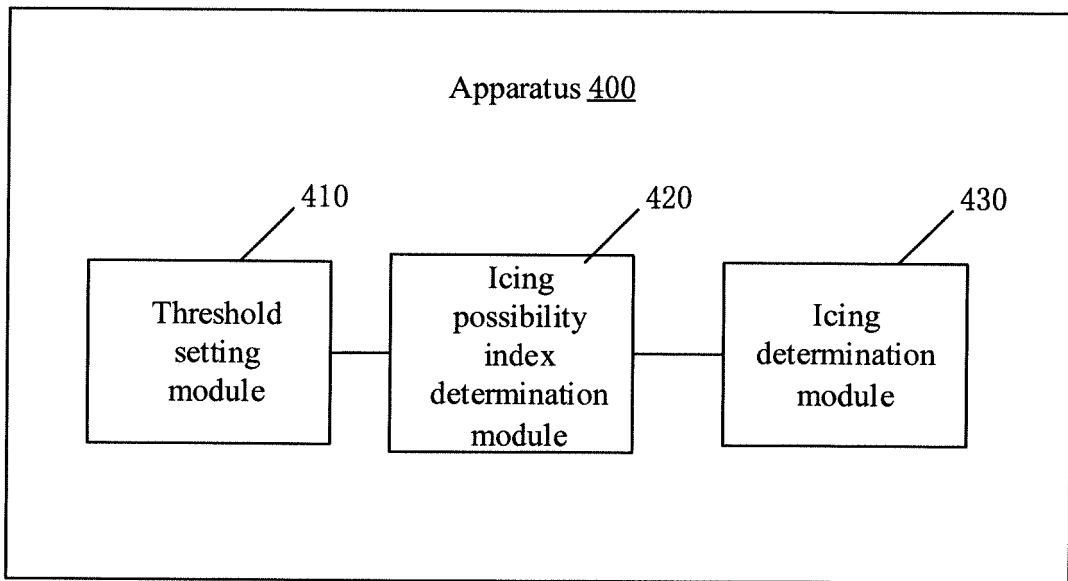 Apparatus 400
410
420
430
Threshold
setting
module
Icing
possibility
index
determination
module
Icing
determination
module